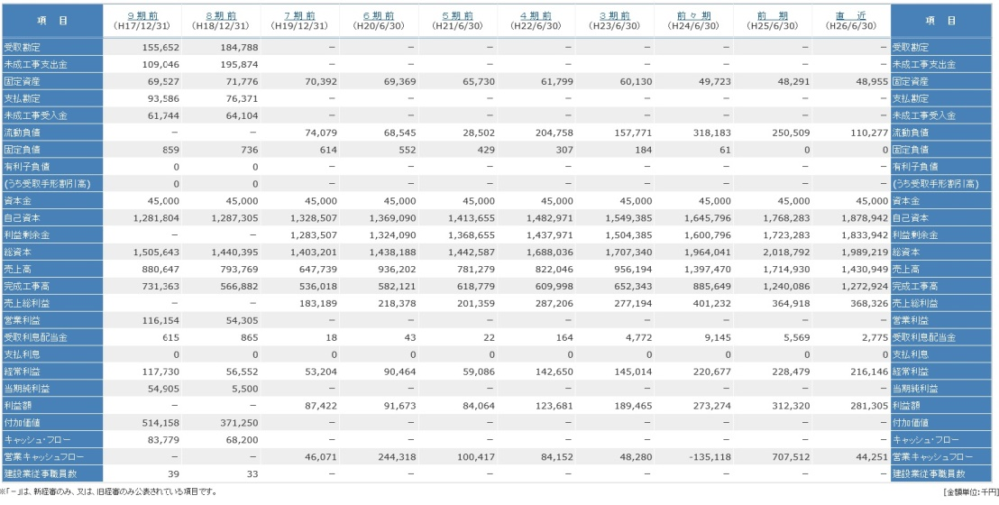 項　目 9期前 8期前 7期前 6期前 5期前 4期前 3期前 前々期 前　期 直　近 項　目
(H17/12/31) (H18/12/31) (H19/12/31) (H20/6/30) (H21/6/30) (H22/6/30) (H23/6/30) (H24/6/30) (H25/6/30) (H26/6/30)
受取勘定 155,652 184,788 － － － － － － － － 受取勘定
未成工事支出金 109,046 195,874 － － － － － － － － 未成工事支出金
固定資産 69,527 71,776 70,392 69,369 65,730 61,799 60,130 49,723 48,291 48,955 固定資産
支払勘定 93,586 76,371 － － － － － － － － 支払勘定
未成工事受入金 61,744 64,104 － － － － － － － － 未成工事受入金
流動負債 － － 74,079 68,545 28,502 204,758 157,771 318,183 250,509 110,277 流動負債
固定負債 859 736 614 552 429 307 184 61 0 0 固定負債
有利子負債 0 0 － － － － － － － － 有利子負債
(うち受取手形割引高) 0 0 － － － － － － － － (うち受取手形割引高)
資本金 45,000 45,000 45,000 45,000 45,000 45,000 45,000 45,000 45,000 45,000 資本金
自己資本 1,281,804 1,287,305 1,328,507 1,369,090 1,413,655 1,482,971 1,549,385 1,645,796 1,768,283 1,878,942 自己資本
利益剰余金 － － 1,283,507 1,324,090 1,368,655 1,437,971 1,504,385 1,600,796 1,723,283 1,833,942 利益剰余金
総資本 1,505,643 1,440,395 1,403,201 1,438,188 1,442,587 1,688,036 1,707,340 1,964,041 2,018,792 1,989,219 総資本
売上高 880,647 793,769 647,739 936,202 781,279 822,046 956,194 1,397,470 1,714,930 1,430,949 売上高
完成工事高 731,363 566,882 536,018 582,121 618,779 609,998 652,343 885,649 1,240,086 1,272,924 完成工事高
売上総利益 － － 183,189 218,378 201,359 287,206 277,194 401,232 364,918 368,326 売上総利益
営業利益 116,154 54,305 － － － － － － － － 営業利益
受取利息配当金 615 865 18 43 22 164 4,772 9,145 5,569 2,775 受取利息配当金
支払利息 0 0 0 0 0 0 0 0 0 0 支払利息
経常利益 117,730 56,552 53,204 90,464 59,086 142,650 145,014 220,677 228,479 216,146 経常利益
当期純利益 54,905 5,500 － － － － － － － － 当期純利益
利益額 － － 87,422 91,673 84,064 123,681 189,465 273,274 312,320 281,305 利益額
付加価値 514,158 371,250 － － － － － － － － 付加価値
キャッシュ・フロー 83,779 68,200 － － － － － － － － キャッシュ・フロー
営業キャッシュフロー － － 46,071 244,318 100,417 84,152 48,280 -135,118 707,512 44,251 営業キャッシュフロー
建設業従事職員数 39 33 － － － － － － － － 建設業従事職員数
※「－」は、新経審のみ、又は、旧経審のみ公表されている項目です。 [金額単位:千円]